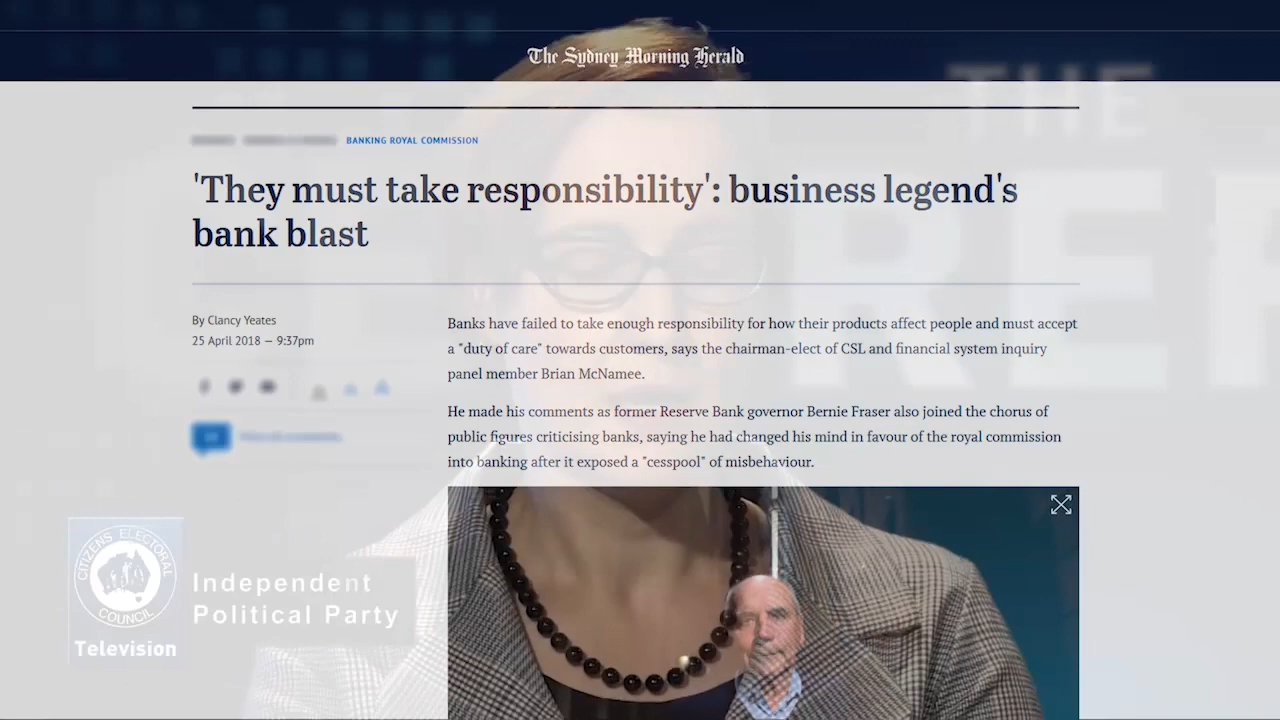 The Sydney Morning Herald
THE
BANKING ROYAL COMMISSION
'They must take responsibility': business legend's
bank blast
By Clancy Yeates
25 April 2018 — 9:37pm
Banks have failed to take enough responsibility for how their products affect people and must accept
a "duty of care" towards customers, says the chairman-elect of CSL and financial system inquiry
panel member Brian McNamee.
He made his comments as former Reserve Bank governor Bernie Fraser also joined the chorus of
public figures criticising banks, saying he had changed his mind in favour of the royal commission
into banking after it exposed a "cesspool" of misbehaviour.
CITIZENS ELECTORAL
COUNCIL
Television
Independent
Political Party